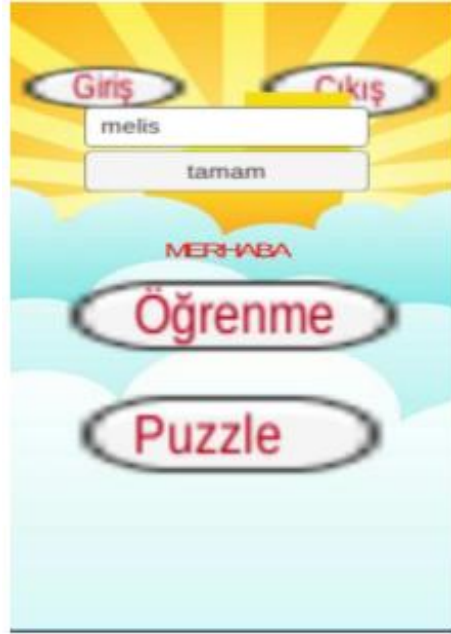 Giriş
Çıkış
melis
tamam
MERHABA
Öğrenme
Puzzle